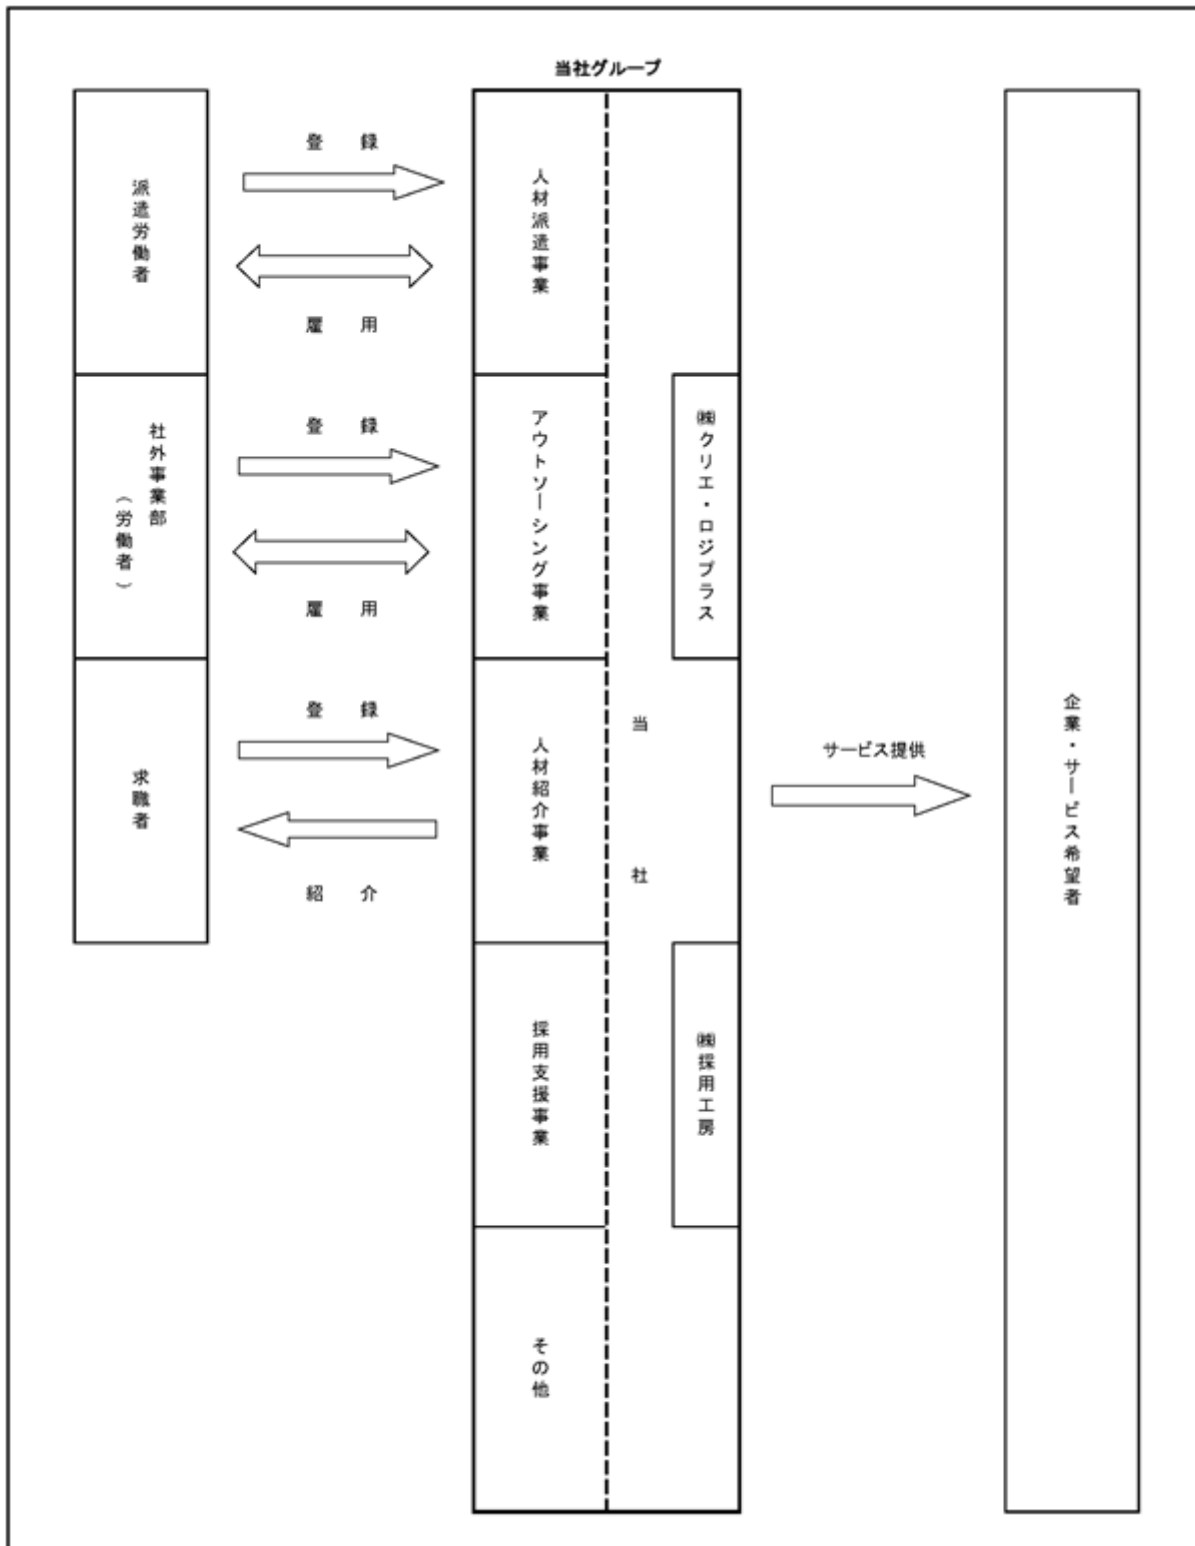 当社グループ
派遣労働者
登録
雇用
人材派遣事業
社外事業部
（労働者）
登録
雇用
アウトソーシング事業
㈱クリエ・ロジプラス
求職者
登録
紹介
人材紹介事業
当社
サービス提供
企業・サービス希望者
採用支援事業
㈱採用工房
その他